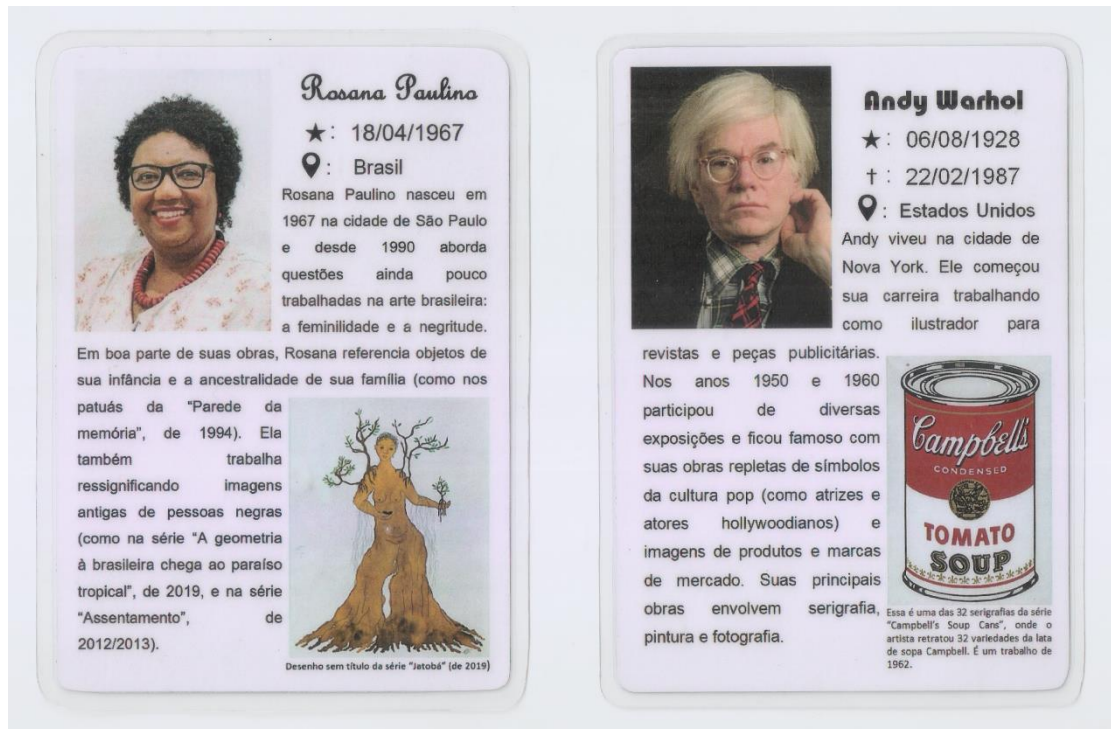 Rosana Paulino
★: 18/04/1967
: Brasil
Rosana Paulino nasceu em
1967 na cidade de São Paulo
e desde 1990 aborda
questões ainda pouco
trabalhadas na arte brasileira:
a feminilidade e a negritude.
Em boa parte de suas obras, Rosana referencia objetos de
sua infância e a ancestralidade de sua família (como nos
patuás da “Parede da
memória”, de 1994). Ela
também trabalha
ressignificando imagens
antigas de pessoas negras
(como na série “A geometria
à brasileira chega ao paraíso
tropical”, de 2019, e na série
“Assentamento”, de
2012/2013).
Desenho sem título da série “Jatobá” (de 2019)
Andy Warhol
★: 06/08/1928
†: 22/02/1987
: Estados Unidos
Andy viveu na cidade de
Nova York. Ele começou
sua carreira trabalhando
como ilustrador para
revistas e peças publicitárias.
Nos anos 1950 e 1960
participou de diversas
exposições e ficou famoso com
suas obras repletas de símbolos
da cultura pop (como atrizes e
atores hollywoodianos) e
imagens de produtos e marcas
de mercado. Suas principais
obras envolvem serigrafia,
pintura e fotografia.
Campbell's
CONDENSED
TOMATO
SOUP
Essa é uma das 32 serigrafias da série
“Campbell’s Soup Cans”, onde o
artista retratou 32 variedades da lata
de sopa Campbell. É um trabalho de
1962.